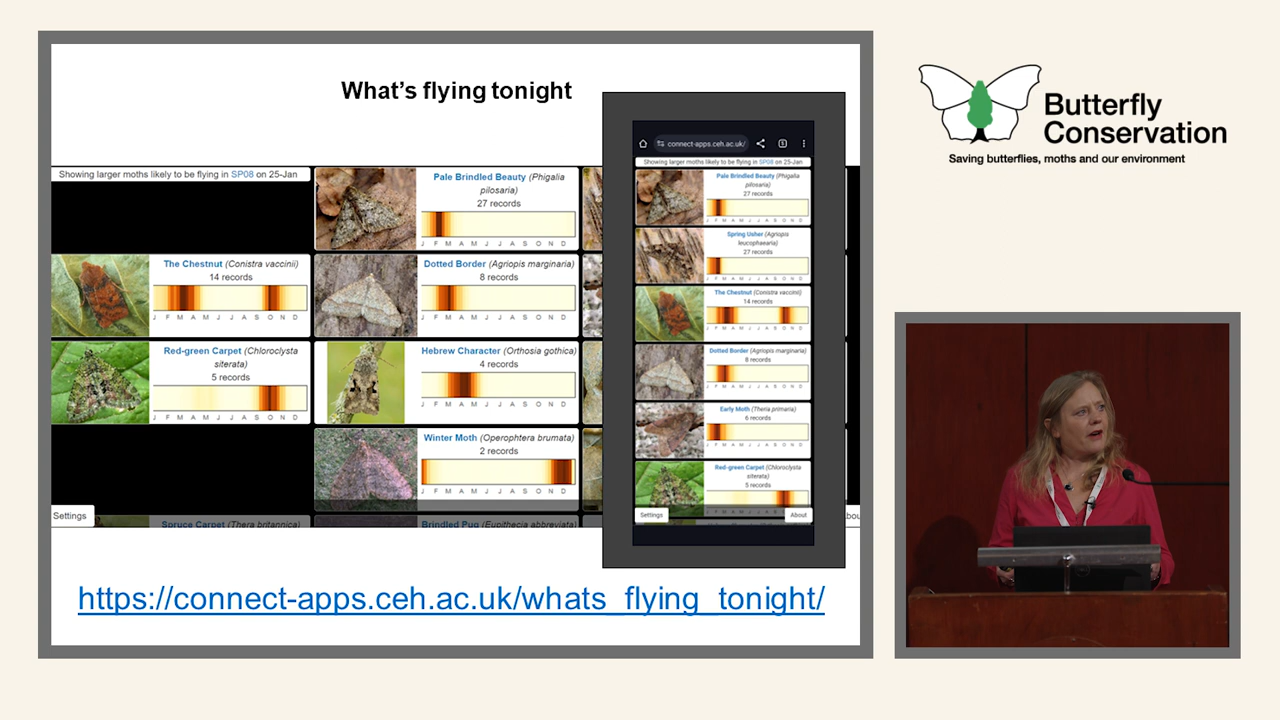 What's flying tonight
Showing larger moths likely to be flying in SP08 on 25-Jan
Pale Brindled Beauty (Phigalia
pilosaria)
27 records
J F M A M J J A S O N D
The Chestnut (Conistra vaccinii)
14 records
J F M A M J J A S O N D
Dotted Border (Agriopis marginaria)
8 records
J F M A M J J A S O N D
Red-green Carpet (Chloroclysta
siterata)
5 records
J F M A M J J A S O N D
Hebrew Character (Orthosia gothica)
4 records
J F M A M J J A S O N D
Winter Moth (Operophtera brumata)
2 records
J F M A M J J A S O N D
Settings
Spruce Carpet (Thera britannica)
Brindled Pug (Eupithecia abbreviata)
connect-apps.ceh.ac.uk/
Showing larger moths likely to be flying in SP08 on 25-Jan
Pale Brindled Beauty (Phigalia
pilosaria)
27 records
J F M A M J J A S O N D
Spring Usher (Agriopis
leucophaearia)
27 records
J F M A M J J A S O N D
The Chestnut (Conistra vaccinii)
14 records
J F M A M J J A S O N D
Dotted Border (Agriopis marginaria)
8 records
J F M A M J J A S O N D
Early Moth (Theria primaria)
6 records
J F M A M J J A S O N D
Red-green Carpet (Chloroclysta
siterata)
5 records
Settings
About
https://connect-apps.ceh.ac.uk/whats_flying_tonight/
Butterfly
Conservation
Saving butterflies, moths and our environment